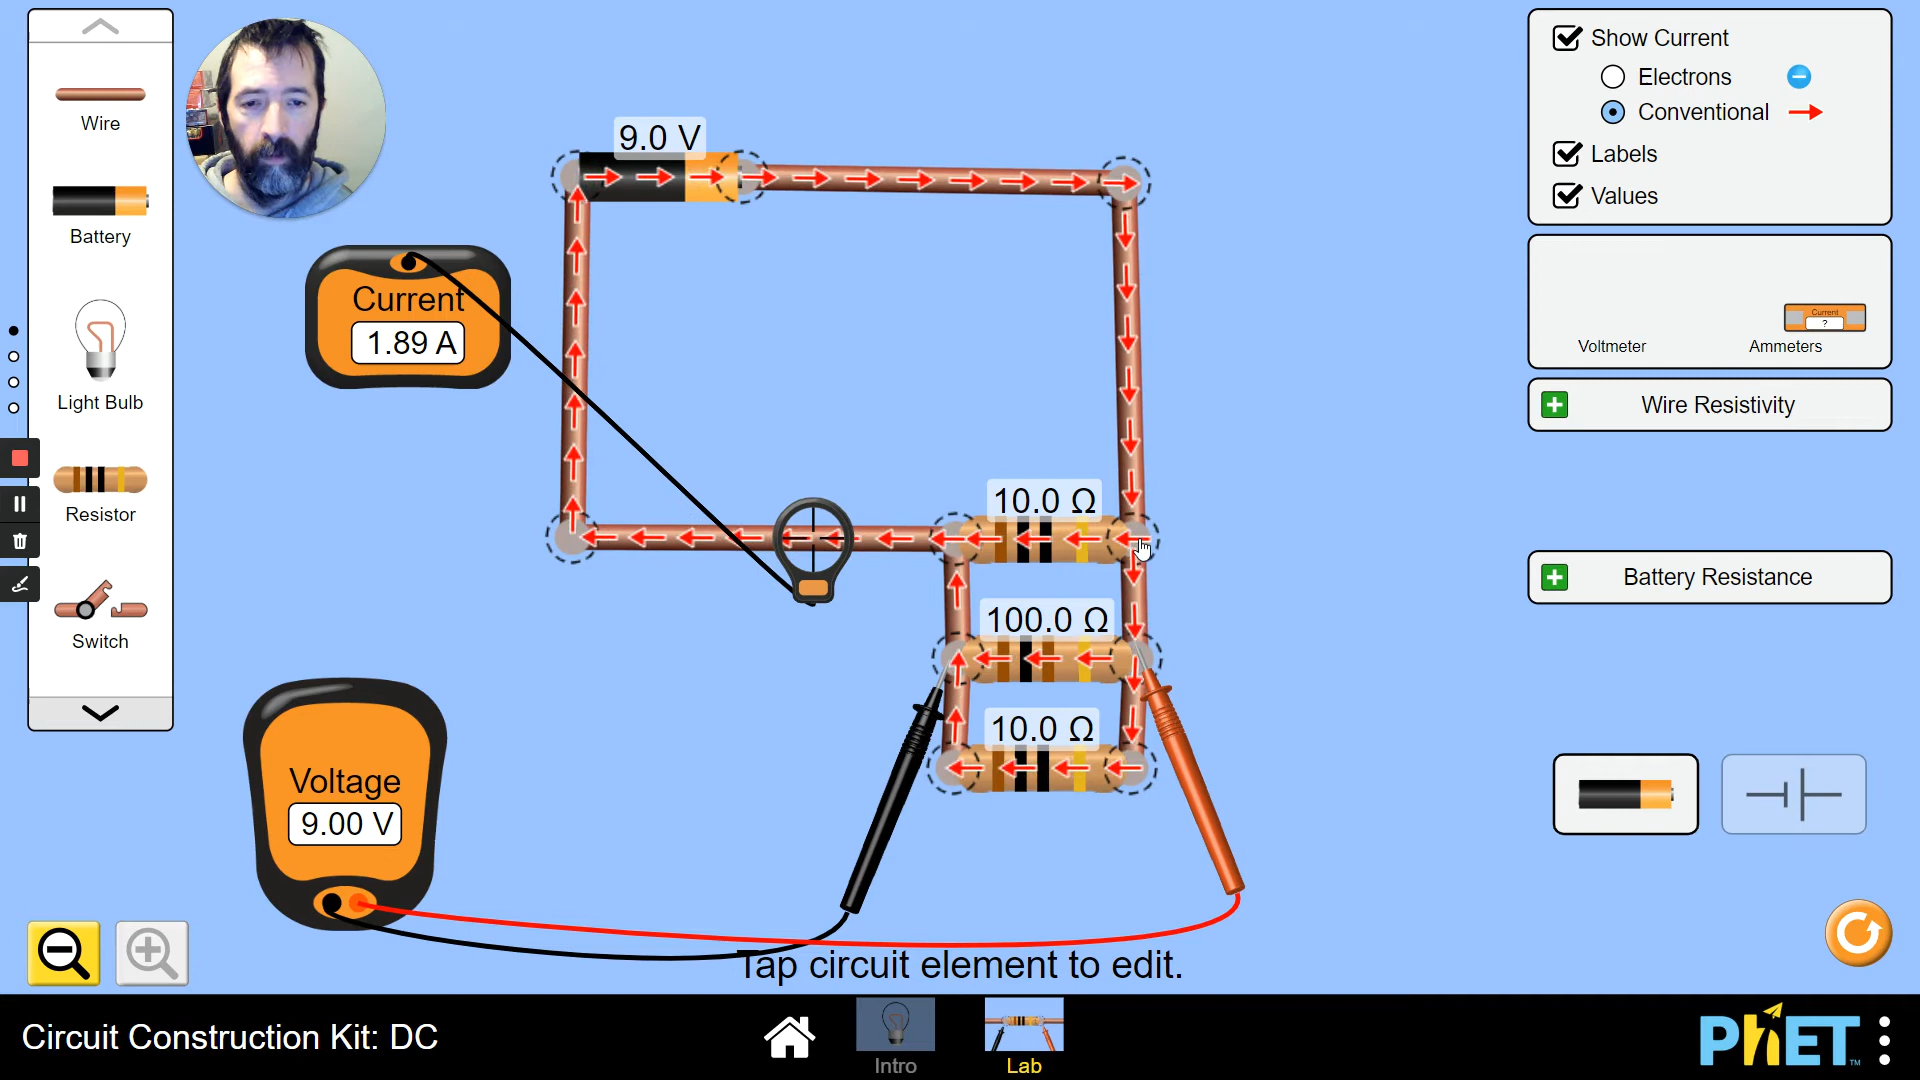 Wire
Battery
Light Bulb
Resistor
Switch
9.0 V
Current
1.89 A
10.0 Ω
100.0 Ω
10.0 Ω
Voltage
9.00 V
Tap circuit element to edit.
Show Current
Electrons
Conventional
Labels
Values
Current
?
Voltmeter
Ammeters
Wire Resistivity
Battery Resistance
Circuit Construction Kit: DC
Intro
Lab
PhET™